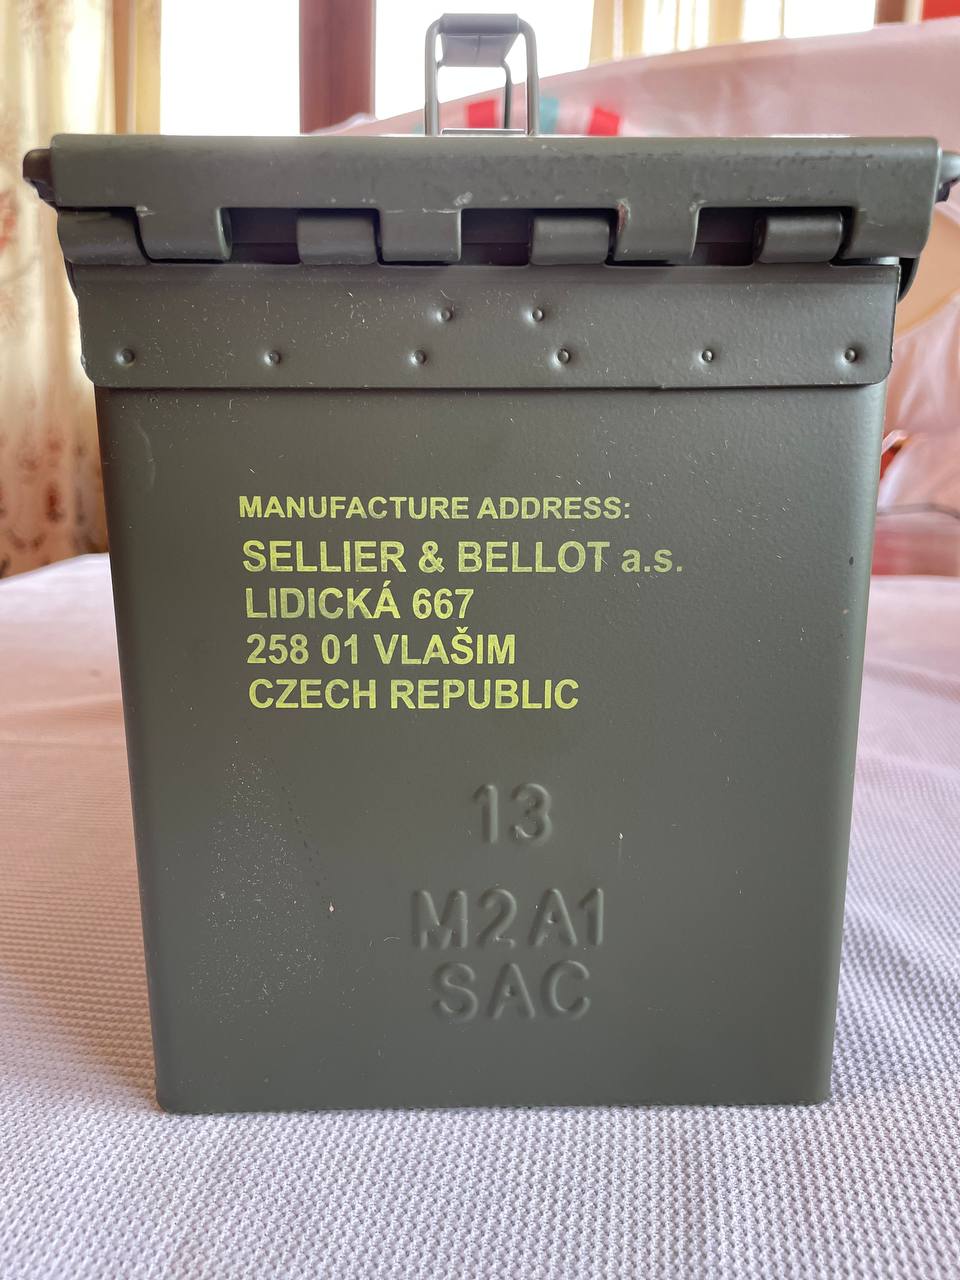 MANUFACTURE ADDRESS:
SELLIER & BELLOT a.s.
LIDICKÁ 667
258 01 VLAŠIM
CZECH REPUBLIC
13
M2A1
SAC